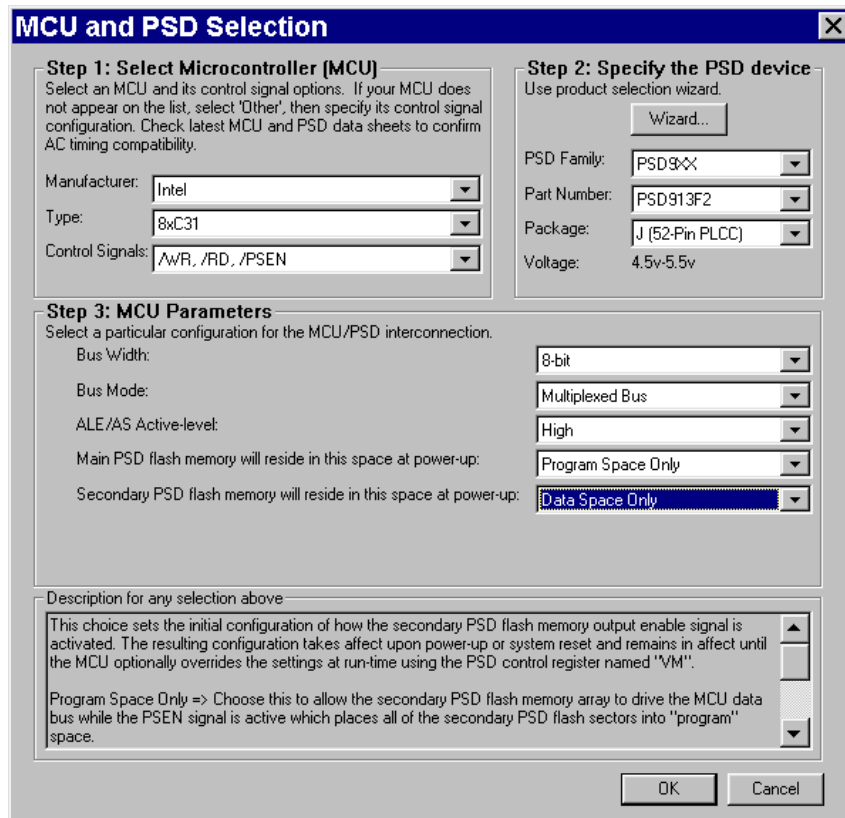 MCU and PSD Selection
Step 1: Select Microcontroller (MCU)
Select an MCU and its control signal options. If your MCU does
not appear on the list, select 'Other', then specify its control signal
configuration. Check latest MCU and PSD data sheets to confirm
AC timing compatibility.
Manufacturer: Intel
Type: 8xC31
Control Signals: /WR, /RD, /PSEN
Step 2: Specify the PSD device
Use product selection wizard.
Wizard...
PSD Family: PSD9XX
Part Number: PSD913F2
Package: J (52-Pin PLCC)
Voltage: 4.5v-5.5v
Step 3: MCU Parameters
Select a particular configuration for the MCU/PSD interconnection.
Bus Width: 8-bit
Bus Mode: Multiplexed Bus
ALE/AS Active-level: High
Main PSD flash memory will reside in this space at power-up: Program Space Only
Secondary PSD flash memory will reside in this space at power-up: Data Space Only
Description for any selection above
This choice sets the initial configuration of how the secondary PSD flash memory output enable signal is
activated. The resulting configuration takes affect upon power-up or system reset and remains in affect until
the MCU optionally overrides the settings at run-time using the PSD control register named "VM".
Program Space Only => Choose this to allow the secondary PSD flash memory array to drive the MCU data
bus while the PSEN signal is active which places all of the secondary PSD flash sectors into "program"
space.
OK
Cancel